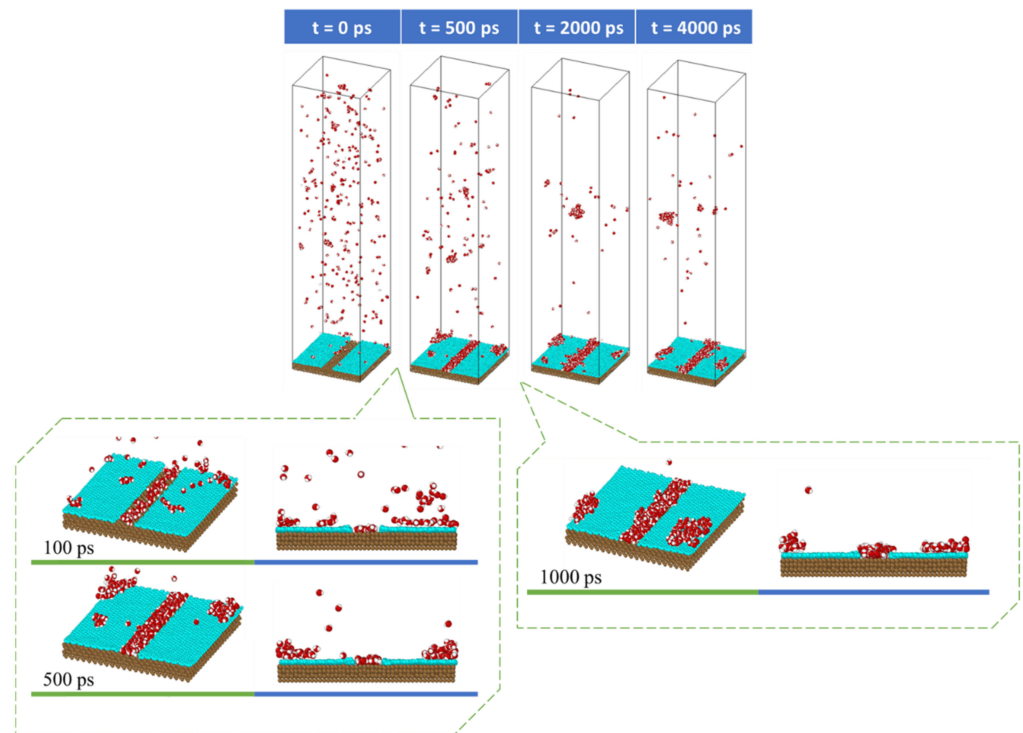 t = 0 ps t = 500 ps t = 2000 ps t = 4000 ps
100 ps
500 ps
1000 ps